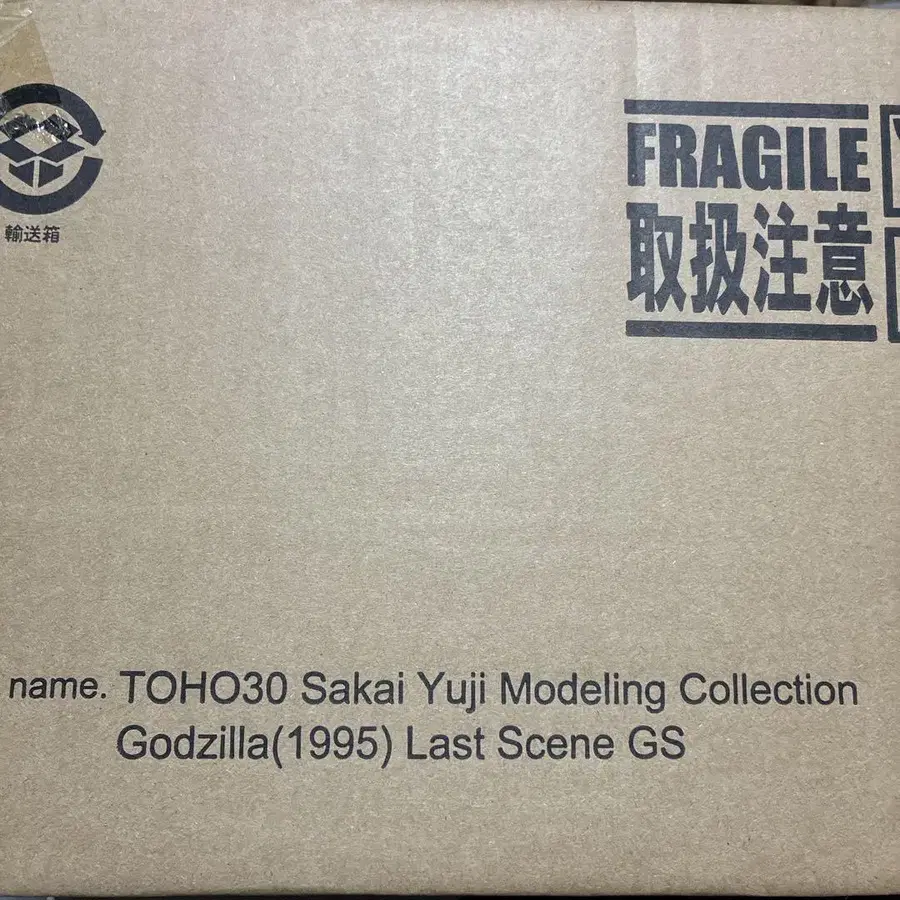 輸送箱
FRAGILE
取扱注意
name. TOHO30 Sakai Yuji Modeling Collection
Godzilla(1995) Last Scene GS